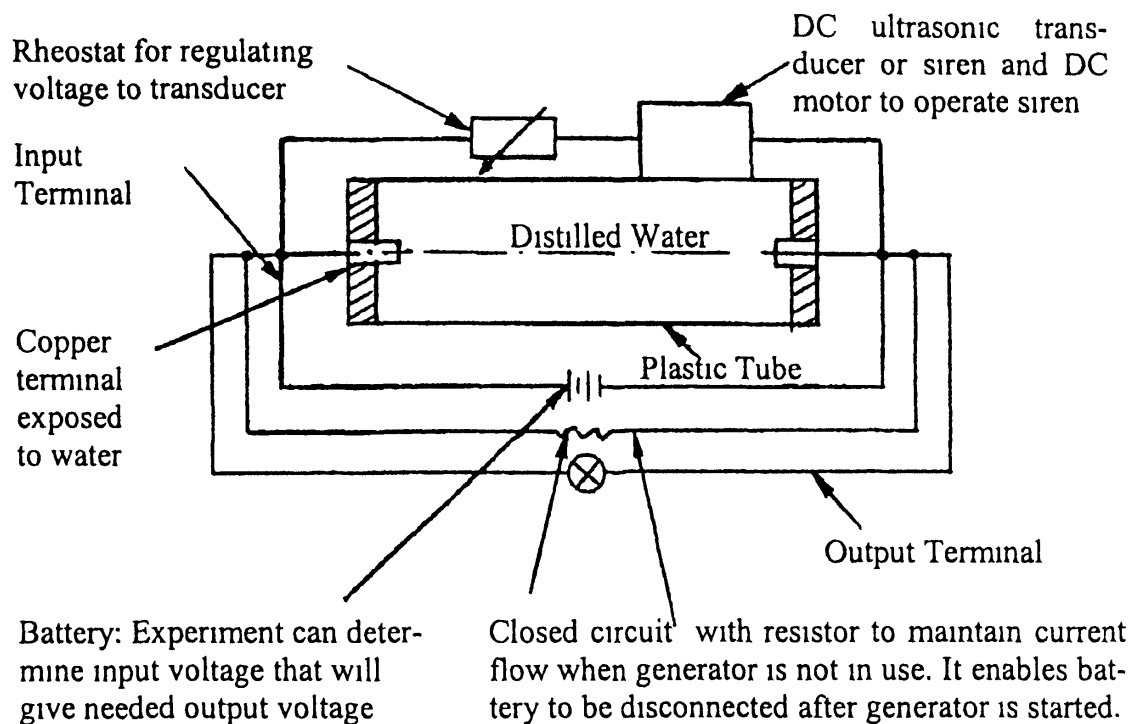 Rheostat for regulating
voltage to transducer
DC ultrasonic trans-
ducer or siren and DC
motor to operate siren
Input
Terminal
Distilled Water
Copper
terminal
exposed
to water
Plastic Tube
Output Terminal
Battery: Experiment can deter-
mine input voltage that will
give needed output voltage
Closed circuit with resistor to maintain current
flow when generator is not in use. It enables bat-
tery to be disconnected after generator is started.